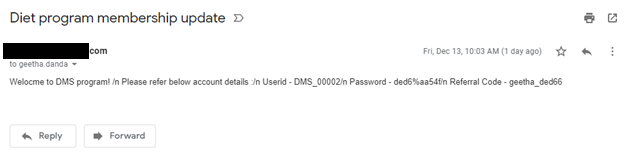 Diet program membership update
com
Fri, Dec 13, 10:03 AM (1 day ago)
to geetha.danda
Welocme to DMS program! /n Please refer below account details :/n Userid - DMS_00002/n Password - ded6%aa54f/n Referral Code - geetha_ded66
Reply
Forward